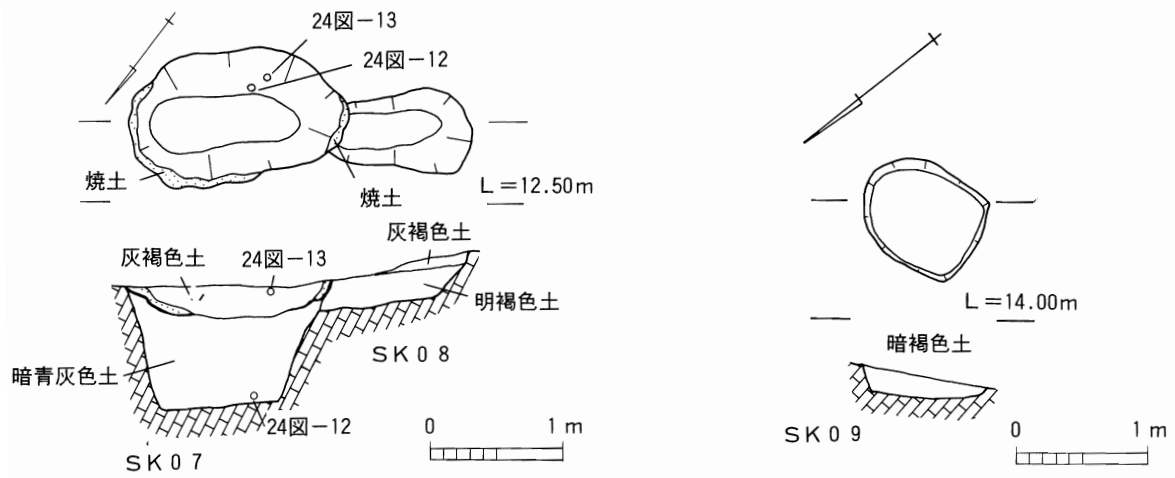 24図－13
24図－12
焼土
焼土
L＝12.50m
灰褐色土
灰褐色土
24図－13
明褐色土
SK08
暗青灰色土
24図－12
0 1m
SK07
L＝14.00m
暗褐色土
SK09
0 1m